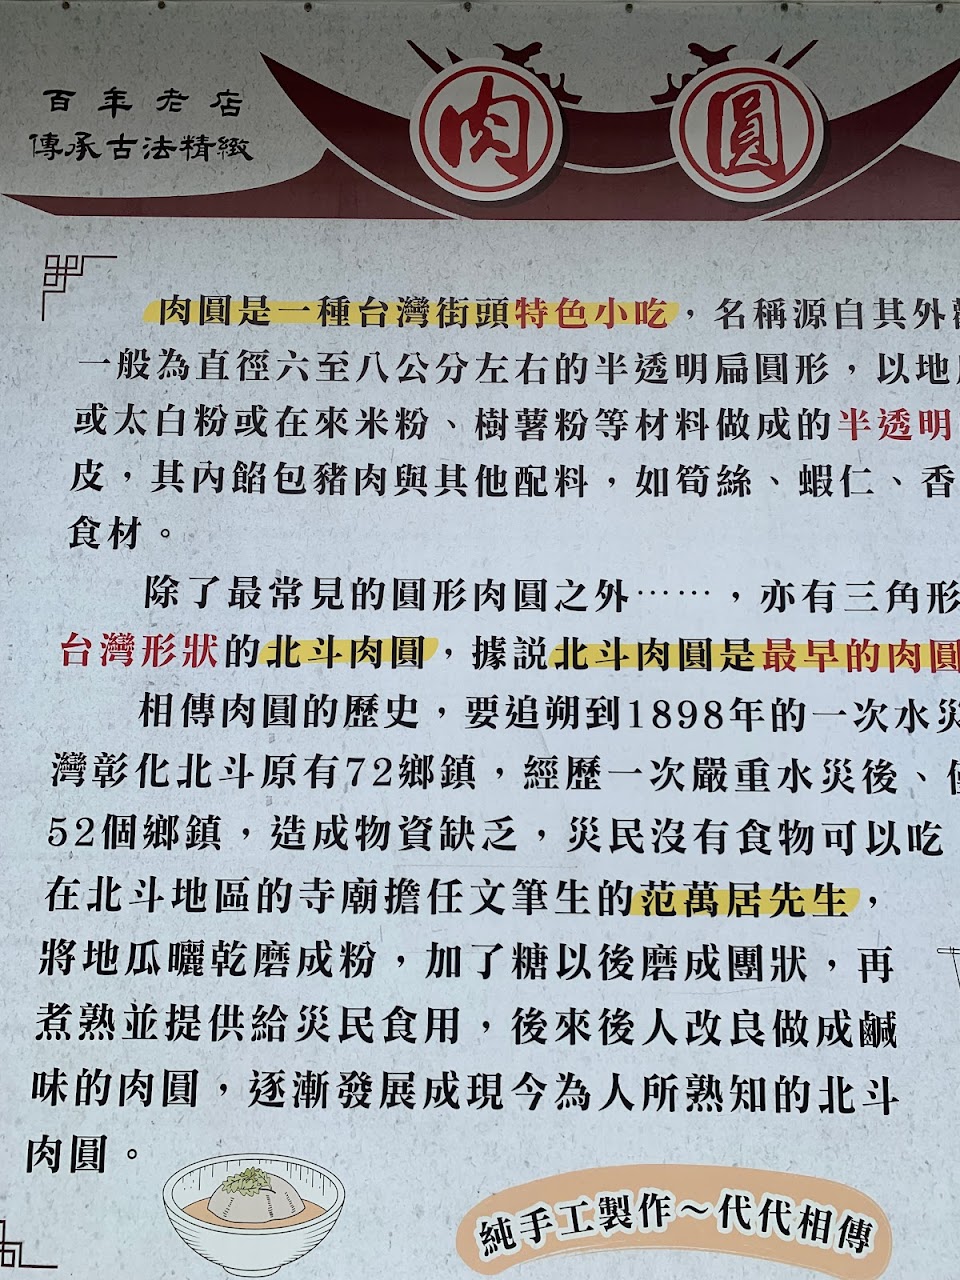 百年老店
傳承古法精緻
肉圓
肉圓是一種台灣街頭特色小吃，名稱源自其外
一般為直徑六至八公分左右的半透明扁圓形，以地
或太白粉或在來米粉、樹薯粉等材料做成的半透明
皮，其內餡包豬肉與其他配料，如筍絲、蝦仁、香
食材。
除了最常見的圓形肉圓之外……，亦有三角形
台灣形狀的北斗肉圓，據說北斗肉圓是最早的肉圓
相傳肉圓的歷史，要追朔到1898年的一次水災
灣彰化北斗原有72鄉鎮，經歷一次嚴重水災後、
52個鄉鎮，造成物資缺乏，災民沒有食物可以吃
在北斗地區的寺廟擔任文筆生的范萬居先生，
將地瓜曬乾磨成粉，加了糖以後磨成團狀，再
煮熟並提供給災民食用，後來後人改良做成鹹
味的肉圓，逐漸發展成現今為人所熟知的北斗
肉圓。
純手工製作～代代相傳